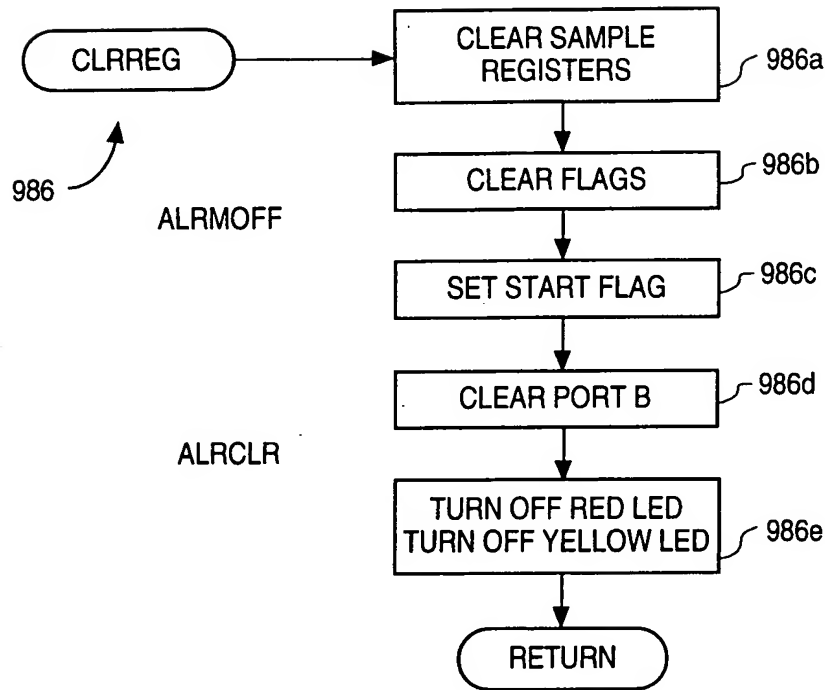 CLRREG
CLEAR SAMPLE
REGISTERS
986a
986
CLEAR FLAGS
986b
ALRMOFF
SET START FLAG
986c
CLEAR PORT B
986d
ALRCLR
TURN OFF RED LED
TURN OFF YELLOW LED
986e
RETURN